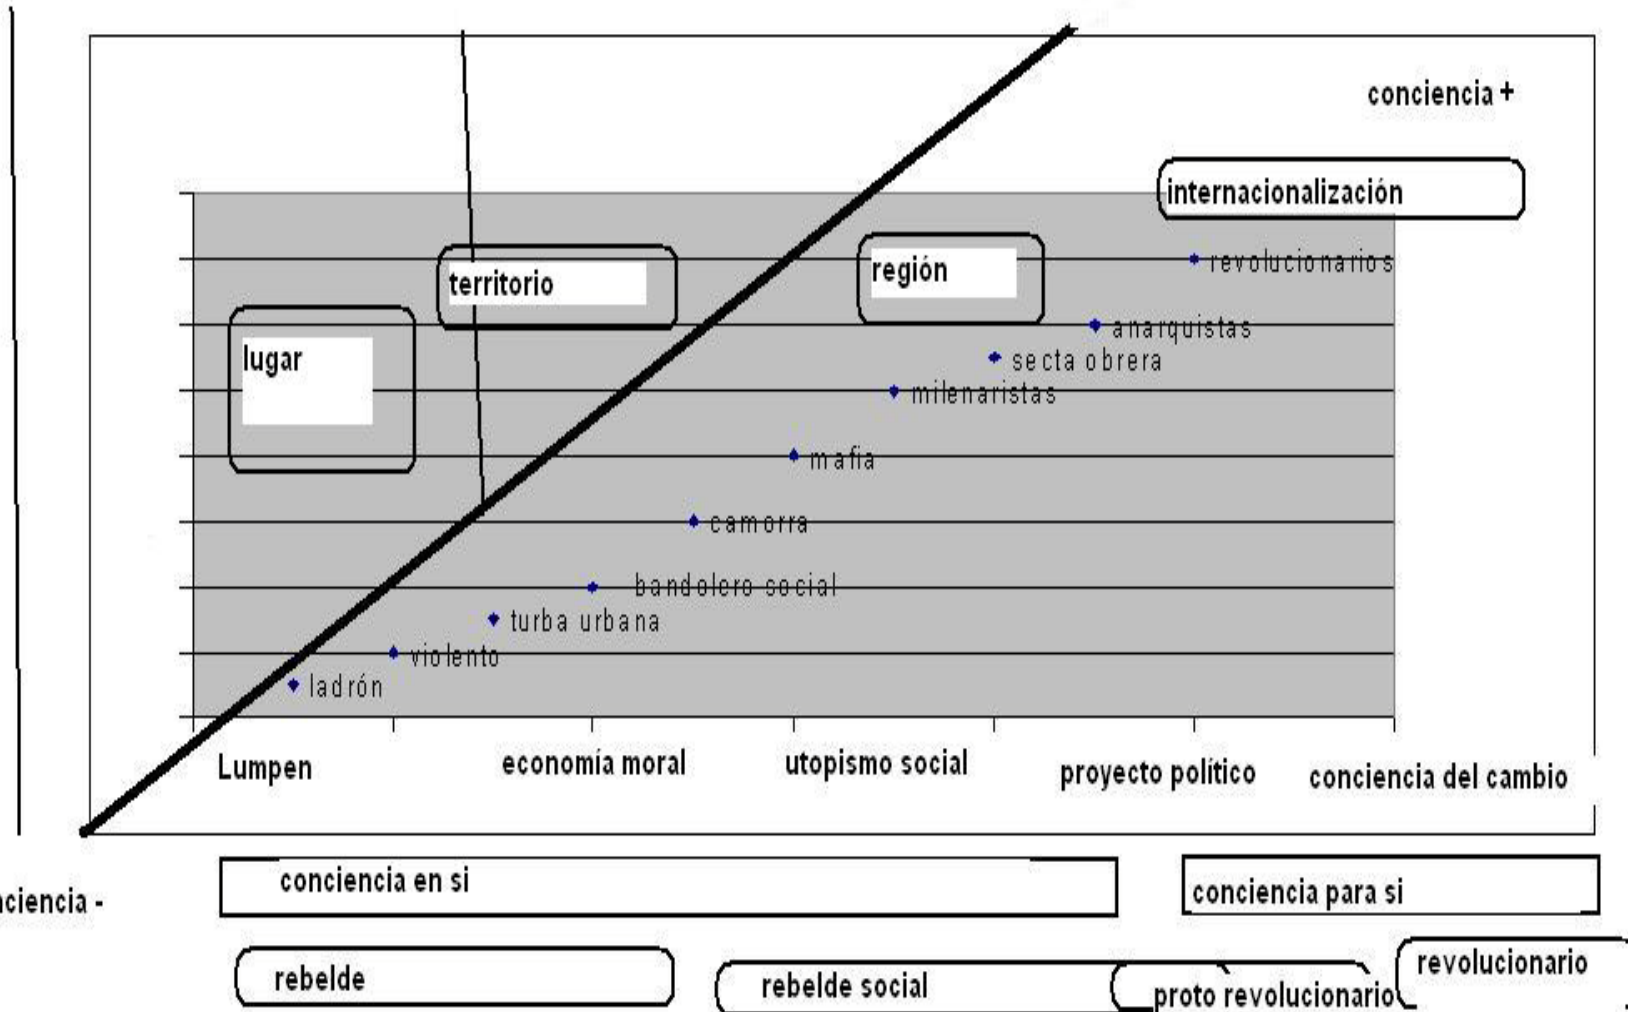 conciencia +
internacionalización
territorio
región
revolucionarios
lugar
anarquistas
secta obrera
milenaristas
mafia
camorra
bandolero social
turba urbana
violento
ladrón
Lumpen
economía moral
utopismo social
proyecto político
conciencia del cambio
conciencia en si
conciencia para si
nciencia -
rebelde
rebelde social
proto revolucionario
revolucionario